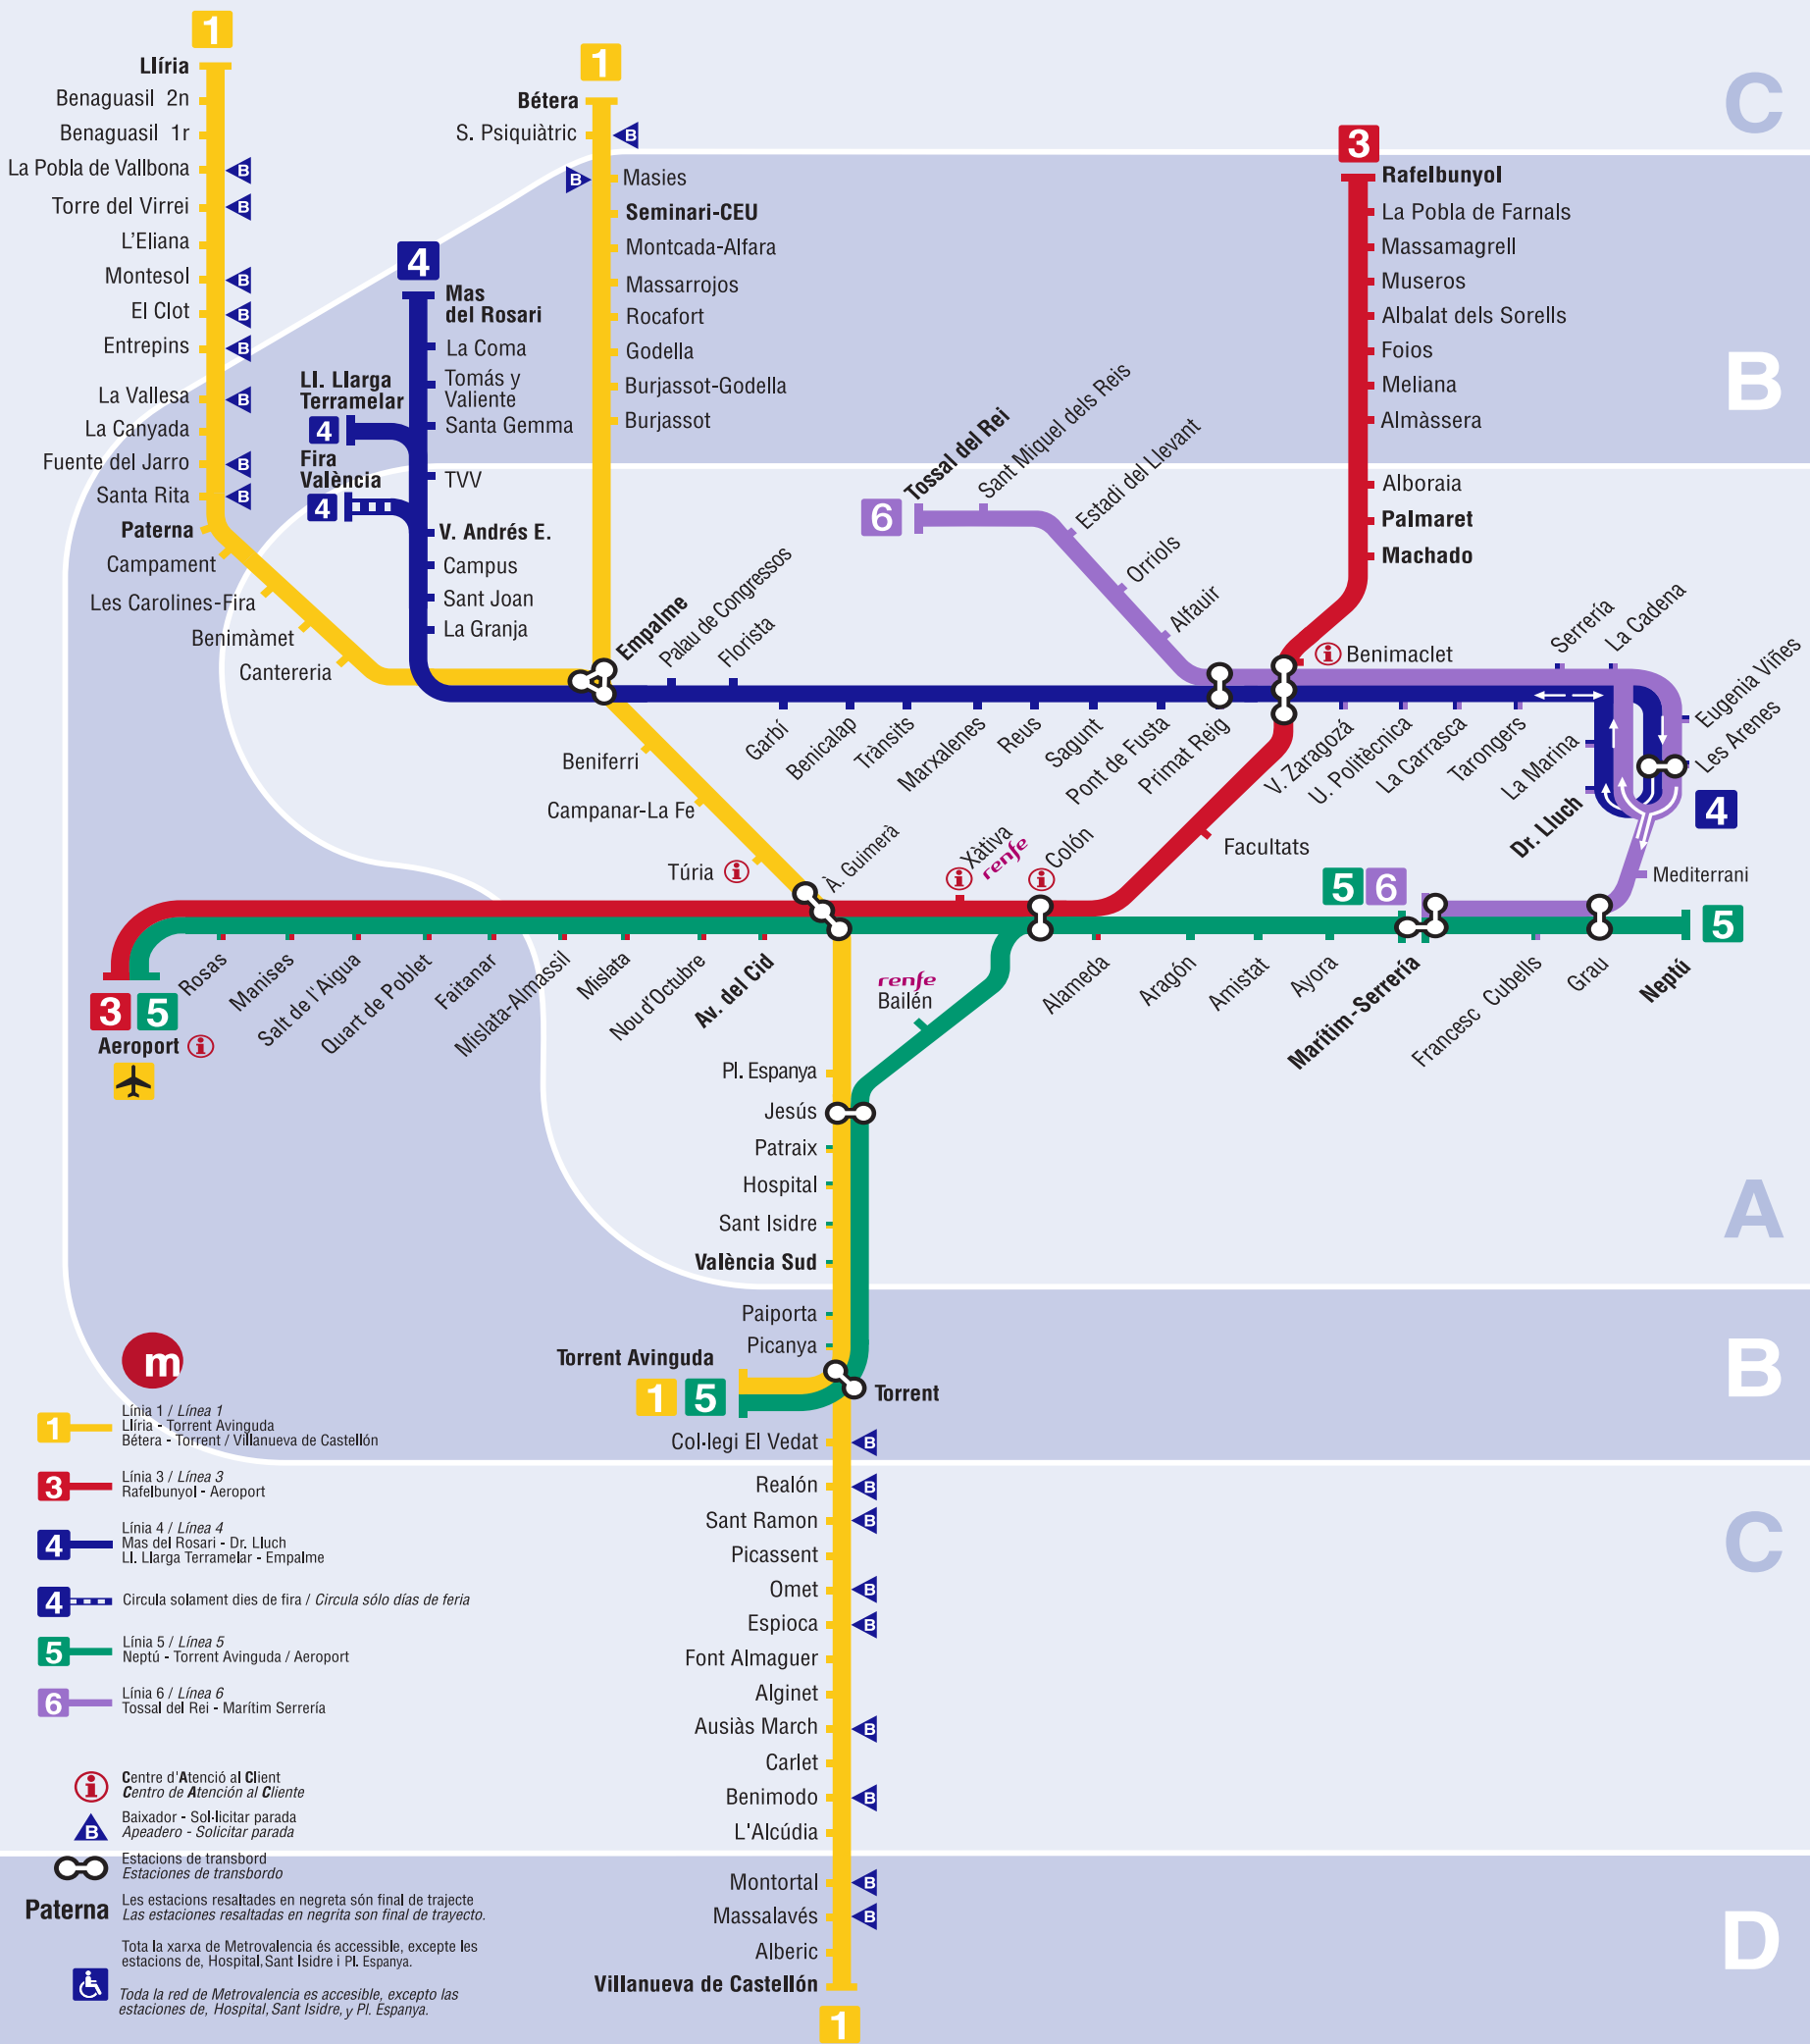 1
Llíria
Benaguasil 2n
Benaguasil 1r
La Pobla de Vallbona
B
Torre del Virrei
B
L'Eliana
Montesol
B
El Clot
B
Entrepins
B
La Vallesa
B
La Canyada
Fuente del Jarro
B
Santa Rita
B
Paterna
Campament
Les Carolines-Fira
Benimàmet
Cantereria
1
Bétera
S. Psiquiàtric
B
B
Masies
Seminari-CEU
Montcada-Alfara
Massarrojos
Rocafort
Godella
Burjassot-Godella
Burjassot
4
Mas
del Rosari
La Coma
Tomás y
Valiente
Santa Gemma
Ll. Llarga
Terramelar
4
Fira
València
4
TVV
V. Andrés E.
Campus
Sant Joan
La Granja
Empalme
Palau de Congressos
Florista
Garbí
Benicalap
Trànsits
Marxalenes
Reus
Sagunt
Pont de Fusta
Primat Reig
V. Zaragoza
U. Politècnica
La Carrasca
Tarongers
La Marina
Dr. Lluch
Serrería
La Cadena
Eugenia Viñes
Les Arenes
4
6
Tossal del Rei
Sant Miquel dels Reis
Estadi del Llevant
Orriols
Alfauir
3
Rafelbunyol
La Pobla de Farnals
Massamagrell
Museros
Albalat dels Sorells
Foios
Meliana
Almàssera
Alboraia
Palmaret
Machado
i
Benimaclet
Facultats
Beniferri
Campanar-La Fe
Túria
i
À. Guimerà
i
Xàtiva
renfe
i
Colón
5
6
Mediterrani
5
3
5
Aeroport
i
Rosas
Manises
Salt de l'Aigua
Quart de Poblet
Faitanar
Mislata-Almassil
Mislata
Nou d'Octubre
Av. del Cid
renfe
Bailén
Alameda
Aragón
Amistat
Ayora
Marítim-Serrería
Francesc Cubells
Grau
Neptú
Pl. Espanya
Jesús
Patraix
Hospital
Sant Isidre
València Sud
Paiporta
Picanya
Torrent Avinguda
1
5
Torrent
Col·legi El Vedat
B
Realón
B
Sant Ramon
B
Picassent
Omet
B
Espioca
B
Font Almaguer
Alginet
Ausiàs March
B
Carlet
Benimodo
B
L'Alcúdia
Montortal
B
Massalavés
B
Alberic
Villanueva de Castellón
1
C
B
A
B
C
D
m
1
Línia 1 / Línea 1
Llíria - Torrent Avinguda
Bétera - Torrent / Villanueva de Castellón
3
Línia 3 / Línea 3
Rafelbunyol - Aeroport
4
Línia 4 / Línea 4
Mas del Rosari - Dr. Lluch
Ll. Llarga Terramelar - Empalme
4
Circula solament dies de fira / Circula sólo días de feria
5
Línia 5 / Línea 5
Neptú - Torrent Avinguda / Aeroport
6
Línia 6 / Línea 6
Tossal del Rei - Marítim Serrería
i
Centre d'Atenció al Client
Centro de Atención al Cliente
B
Baixador - Sol·licitar parada
Apeadero - Solicitar parada
Estacions de transbord
Estaciones de transbordo
Paterna
Les estacions resaltades en negreta són final de trajecte
Las estaciones resaltadas en negrita son final de trayecto.
Tota la xarxa de Metrovalencia és accessible, excepte les
estacions de, Hospital, Sant Isidre i Pl. Espanya.
Toda la red de Metrovalencia es accesible, excepto las
estaciones de, Hospital, Sant Isidre, y Pl. Espanya.